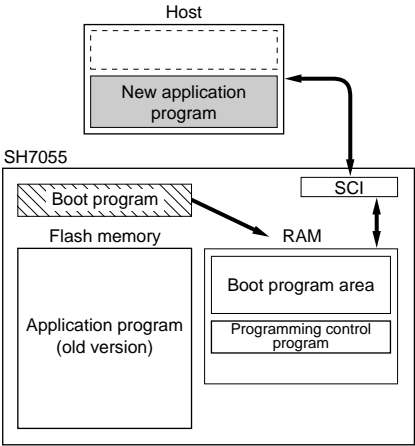 Host
New application
program
SH7055
SCI
Boot program
Flash memory
RAM
Boot program area
Application program
(old version)
Programming control
program